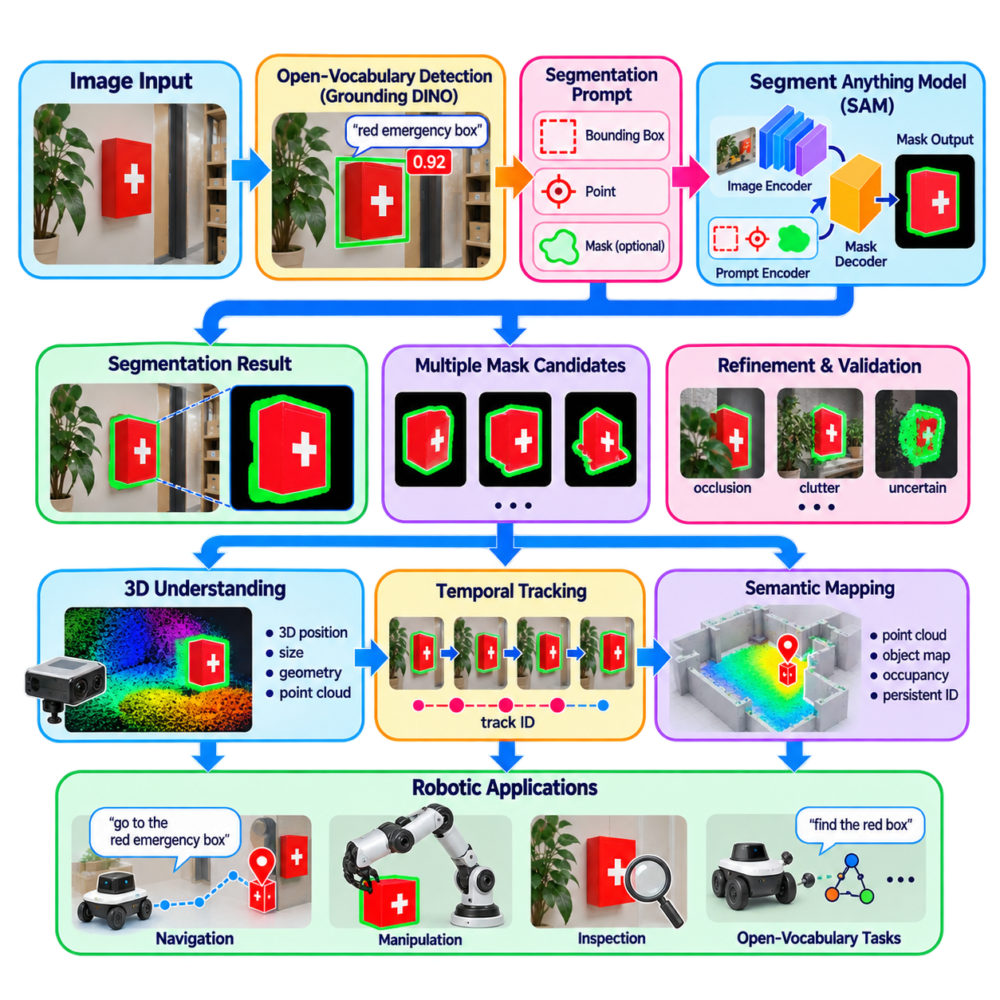 Image Input
Open-Vocabulary Detection
(Grounding DINO)
"red emergency box"
0.92
Segmentation
Prompt
Bounding Box
Point
Mask (optional)
Segment Anything Model
(SAM)
Image Encoder
Prompt Encoder
Mask
Decoder
Mask Output
Segmentation Result
Multiple Mask Candidates
• • •
Refinement & Validation
occlusion
clutter
uncertain
• • •
3D Understanding
• 3D position
• size
• geometry
• point cloud
Temporal Tracking
track ID
Semantic Mapping
• point cloud
• object map
• occupancy
• persistent ID
Robotic Applications
"go to the
red emergency box"
Navigation
Manipulation
Inspection
"find the red box"
• • •
Open-Vocabulary Tasks